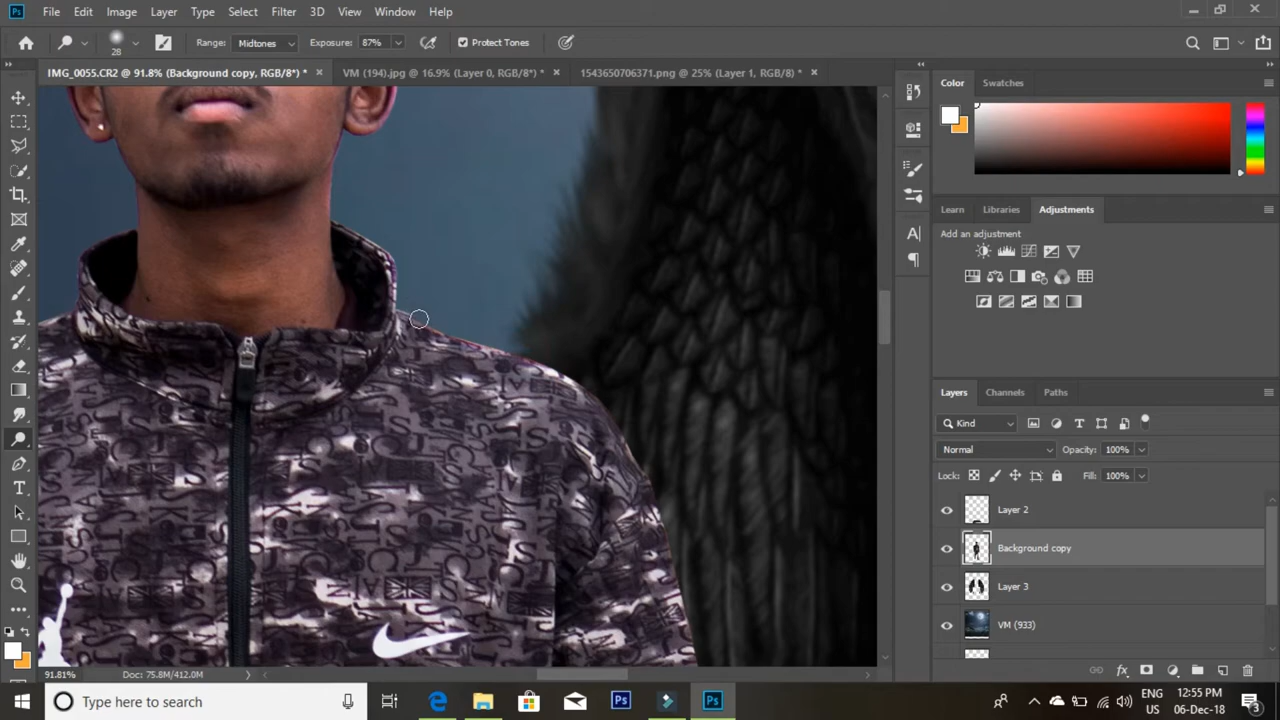 Ps File Edit Image Layer Type Select Filter 3D View Window Help
28 Range: Midtones Exposure: 87% Protect Tones
IMG_0055.CR2 @ 91.8% (Background copy, RGB/8*) * × VM (194).jpg @ 16.9% (Layer 0, RGB/8*) * × 1543650706371.png @ 25% (Layer 1, RGB/8) * ×
Color Swatches
Learn Libraries Adjustments
Add an adjustment
Layers Channels Paths
Kind
Normal Opacity: 100%
Lock: Fill: 100%
Layer 2
Background copy
Layer 3
VM (933)
91.81% Doc: 75.8M/412.0M
Type here to search
Ps Ps
ENG
US
12:55 PM
06-Dec-18
3